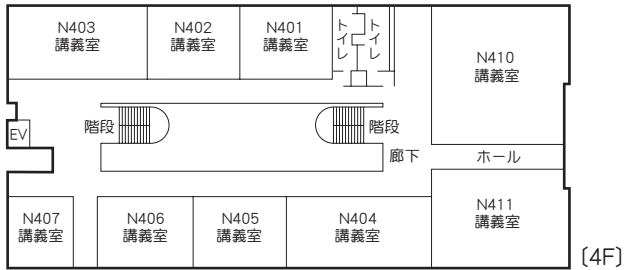 N403
講義室
N402
講義室
N401
講義室
トイレ
トイレ
N410
講義室
EV
階段
階段
廊下
ホール
N407
講義室
N406
講義室
N405
講義室
N404
講義室
N411
講義室
〔4F〕